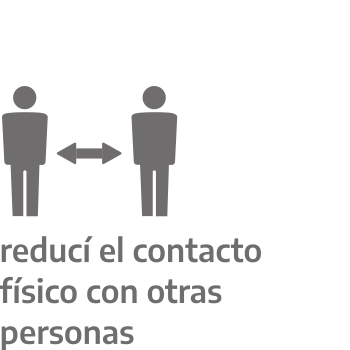 reducí el contacto
físico con otras
personas